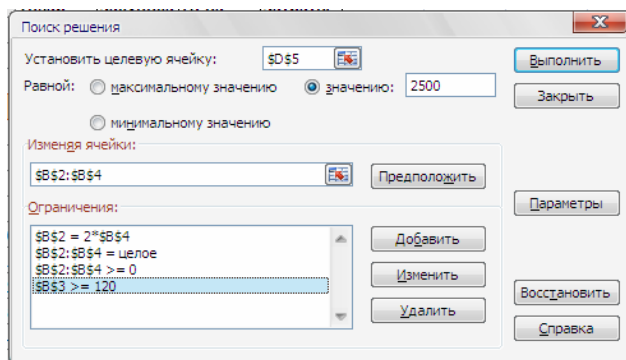 Поиск решения
Установить целевую ячейку: $D$5 Выполнить
Равной: максимальному значению значению: 2500 Закрыть
минимальному значению
Изменяя ячейки:
$B$2:$B$4 Предположить
Ограничения: Параметры
$B$2 = 2*$B$4 Добавить
$B$2:$B$4 = целое
$B$2:$B$4 >= 0 Изменить
$B$3 >= 120 Восстановить
Удалить
Справка